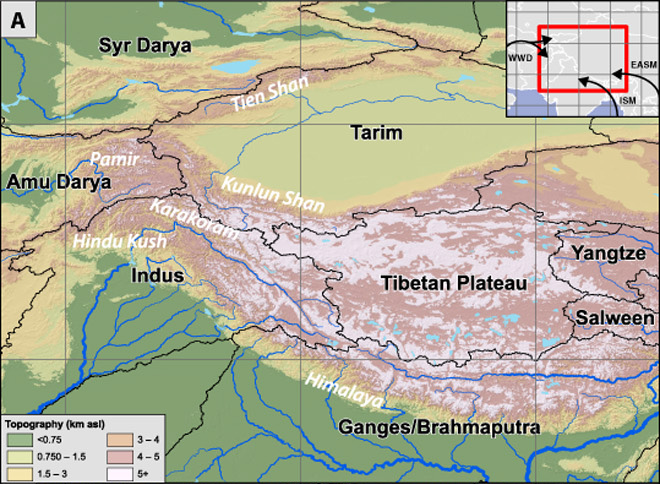 A
Syr Darya
WWD
EASM
ISM
Tien Shan
Tarim
Pamir
Amu Darya
Kunlun Shan
Karakoram
Hindu Kush
Indus
Tibetan Plateau
Yangtze
Salween
Himalaya
Ganges/Brahmaputra
Topography (km asl)
<0.75
0.750 – 1.5
1.5 – 3
3 – 4
4 – 5
5+